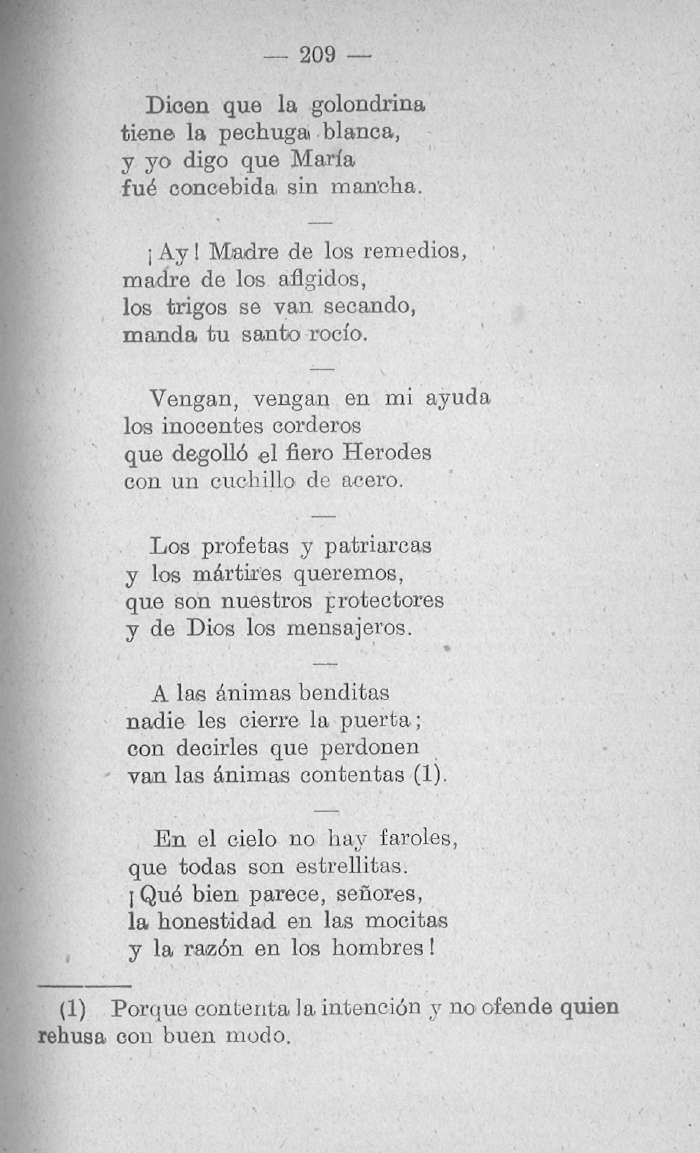 — 209 —
Dicen que la golondrina
tiene la pechuga blanca,
y yo digo que María
fué concebida sin mancha.
—
¡Ay! Madre de los remedios,
madre de los aflgidos,
los trigos se van secando,
manda tu santo rocío.
—
Vengan, vengan en mi ayuda
los inocentes corderos
que degolló el fiero Herodes
con un cuchillo de acero.
—
Los profetas y patriarcas
y los mártires queremos,
que son nuestros protectores
y de Dios los mensajeros.
—
A las ánimas benditas
nadie les cierre la puerta;
con decirles que perdonen
van las ánimas contentas (1).
—
En el cielo no hay faroles,
que todas son estrellitas.
¡Qué bien parece, señores,
la honestidad en las mocitas
y la razón en los hombres!
(1) Porque contenta la intención y no ofende quien
rehusa con buen modo.